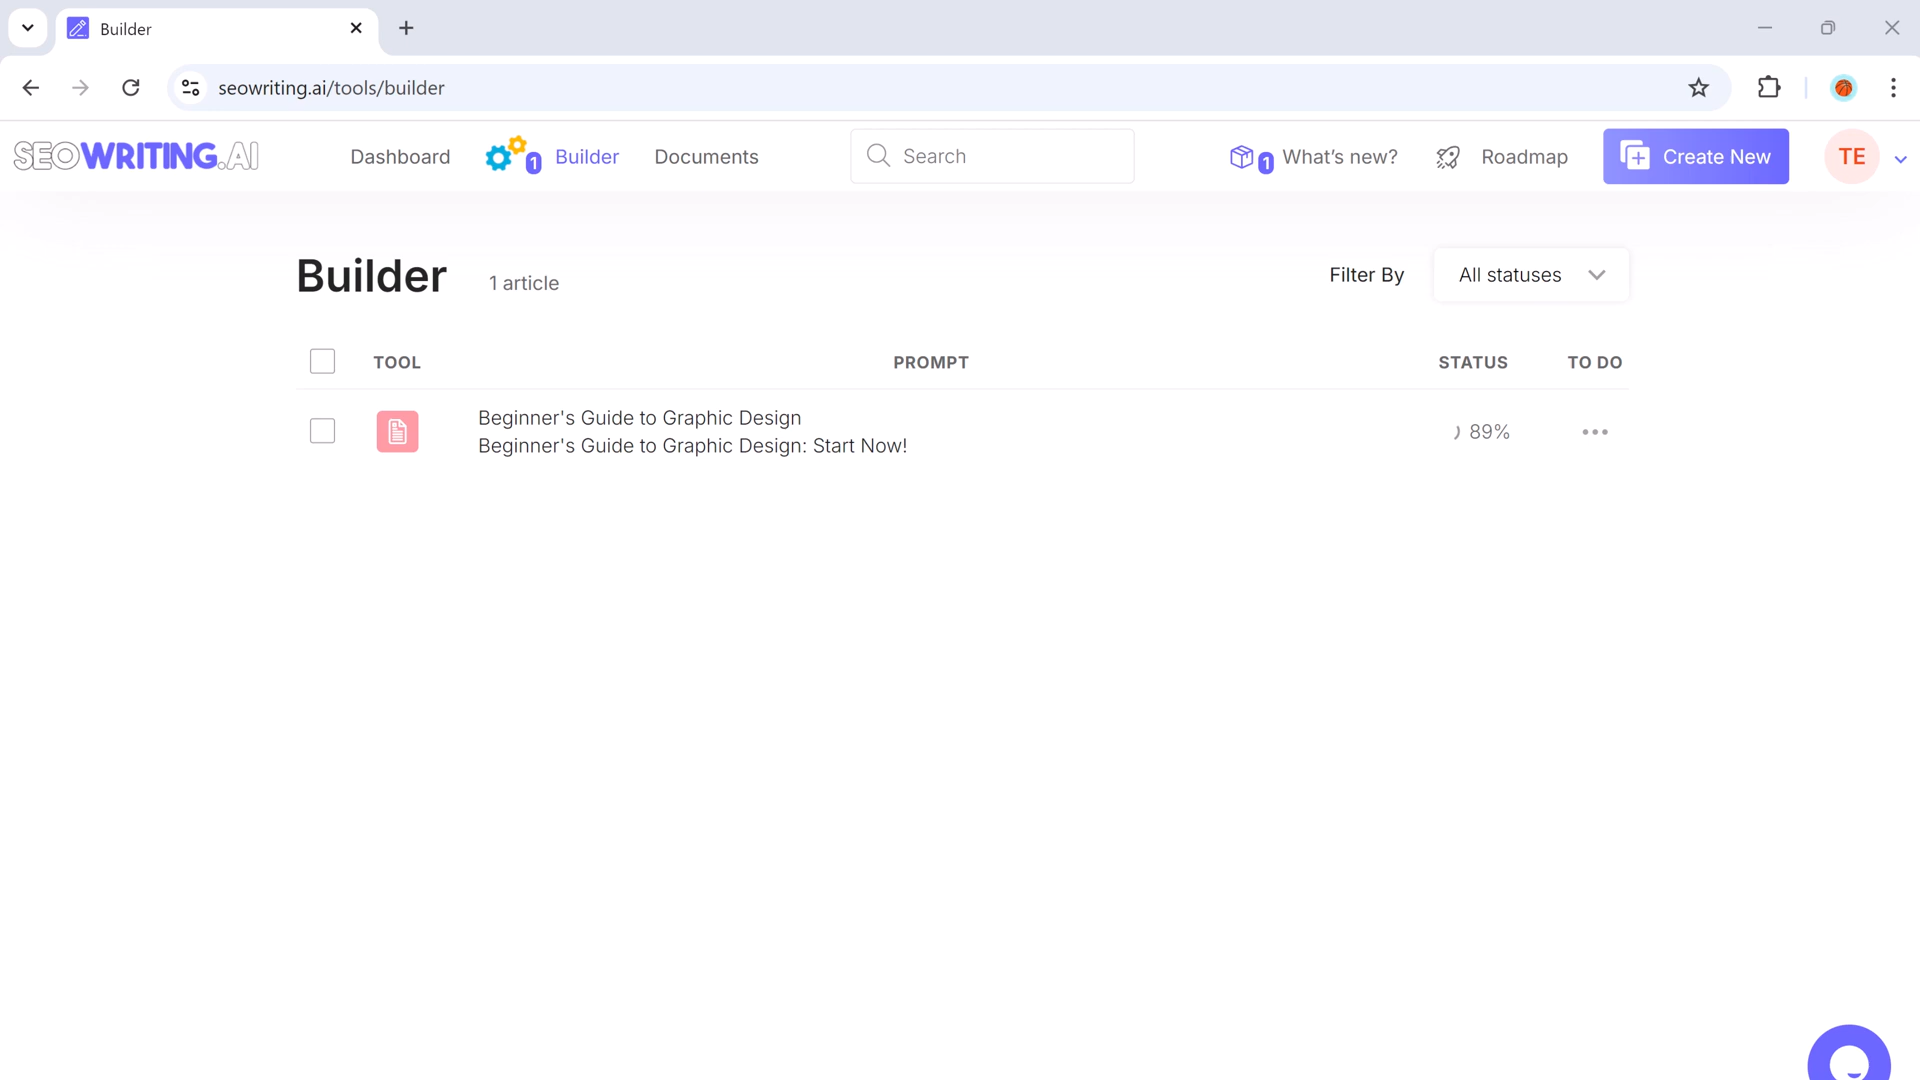 Builder
seowriting.ai/tools/builder
SEOWRITING.AI
Dashboard
1 Builder
Documents
Search
1 What's new?
Roadmap
Create New
TE
Builder
1 article
Filter By
All statuses
TOOL
PROMPT
STATUS
TO DO
Beginner's Guide to Graphic Design
Beginner's Guide to Graphic Design: Start Now!
89%